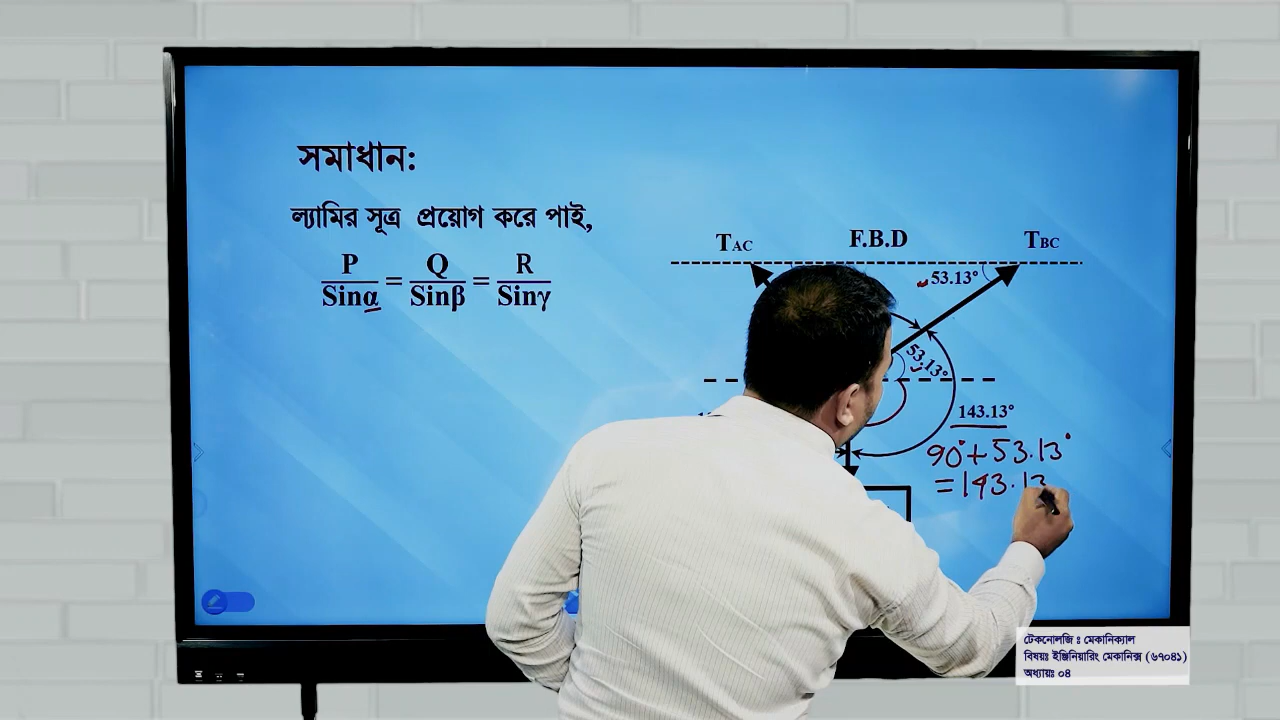 সমাধান:
ল্যামির সূত্র প্রয়োগ করে পাই,
P/Sinα = Q/Sinβ = R/Sinγ
TAC F.B.D TBC
53.13°
53.13°
143.13°
90°+53.13°
=143.13
টেকনোলজি ঃ মেকানিক্যাল
বিষয়ঃ ইঞ্জিনিয়ারিং মেকানিক্স (৬৭০৪১)
অধ্যায়ঃ ০৪